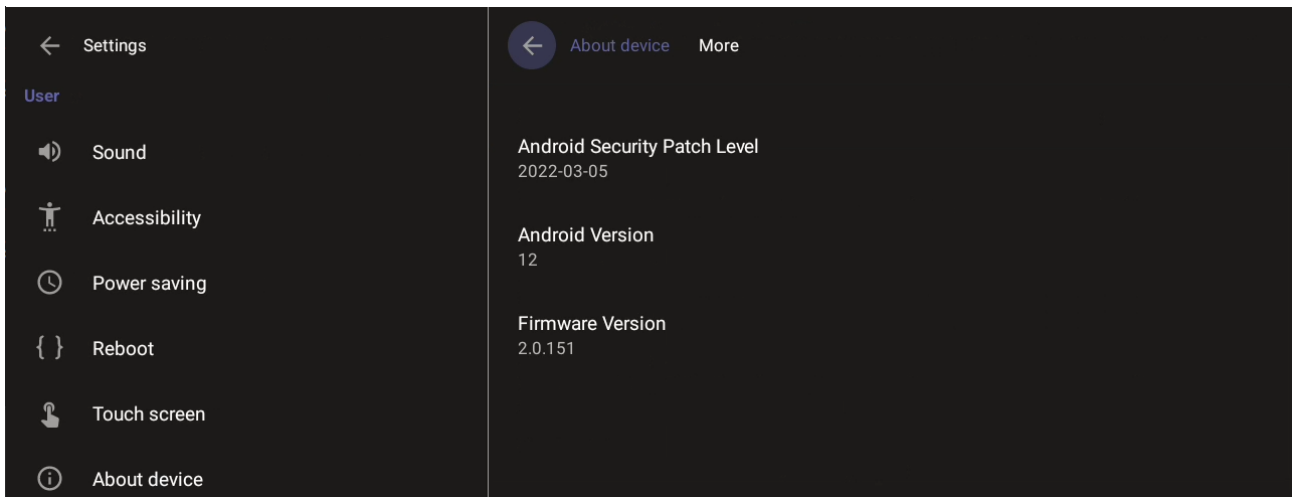 Settings
User
Sound
Accessibility
Power saving
Reboot
Touch screen
About device
About device More
Android Security Patch Level
2022-03-05
Android Version
12
Firmware Version
2.0.151